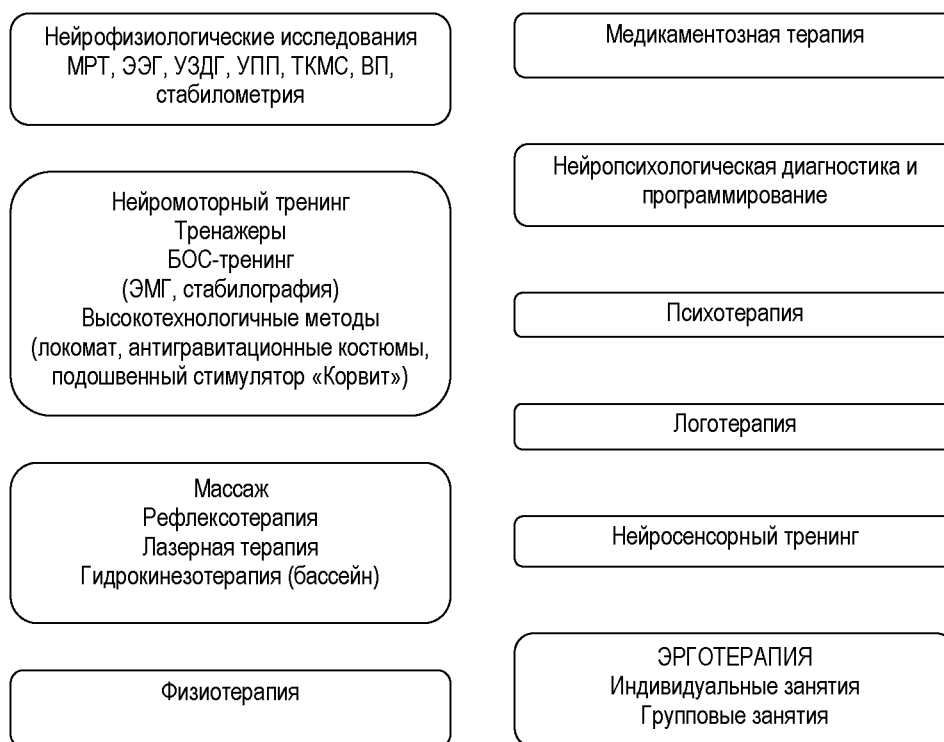 Нейрофизиологические исследования
МРТ, ЭЭГ, УЗДГ, УПП, ТКМС, ВП,
стабилометрия
Нейромоторный тренинг
Тренажеры
БОС-тренинг
(ЭМГ, стабилография)
Высокотехнологичные методы
(локомат, антигравитационные костюмы,
подошвенный стимулятор «Корвит»)
Массаж
Рефлексотерапия
Лазерная терапия
Гидрокинезотерапия (бассейн)
Физиотерапия
Медикаментозная терапия
Нейропсихологическая диагностика и
программирование
Психотерапия
Логотерапия
Нейросенсорный тренинг
ЭРГОТЕРАПИЯ
Индивидуальные занятия
Групповые занятия